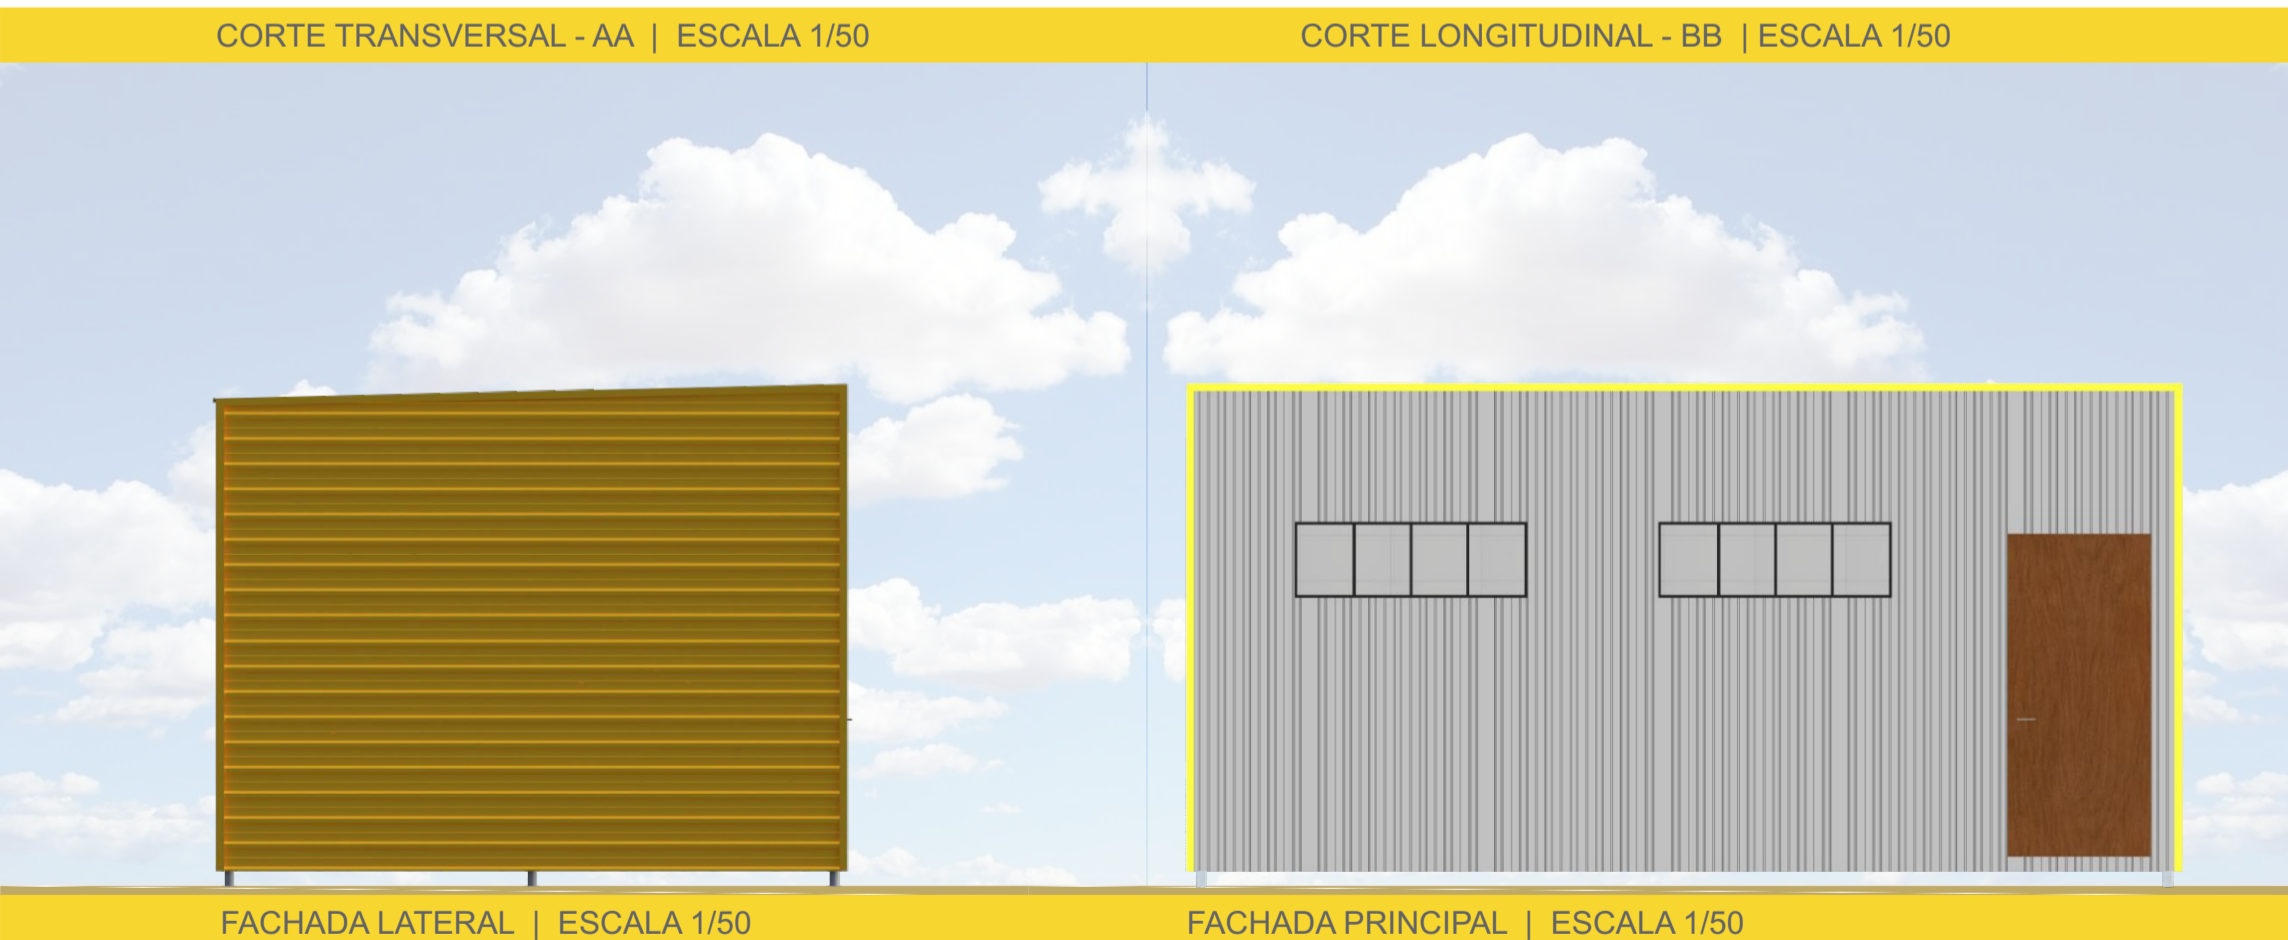 CORTE TRANSVERSAL - AA | ESCALA 1/50
CORTE LONGITUDINAL - BB | ESCALA 1/50
FACHADA LATERAL | ESCALA 1/50
FACHADA PRINCIPAL | ESCALA 1/50